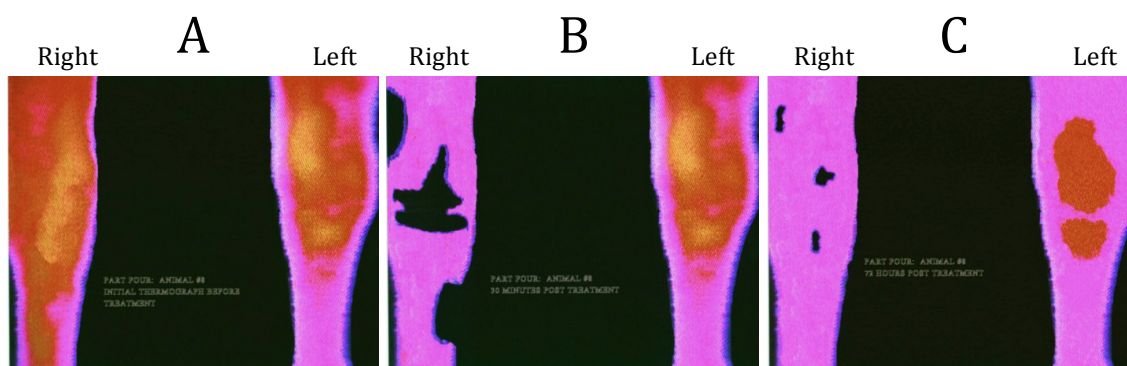 A
Right
Left
PART FOUR: ANIMAL #8
INITIAL THERMOGRAPH BEFORE
TREATMENT
B
Right
Left
PART FOUR: ANIMAL #8
30 MINUTES POST TREATMENT
C
Right
Left
PART FOUR: ANIMAL #8
72 HOURS POST TREATMENT